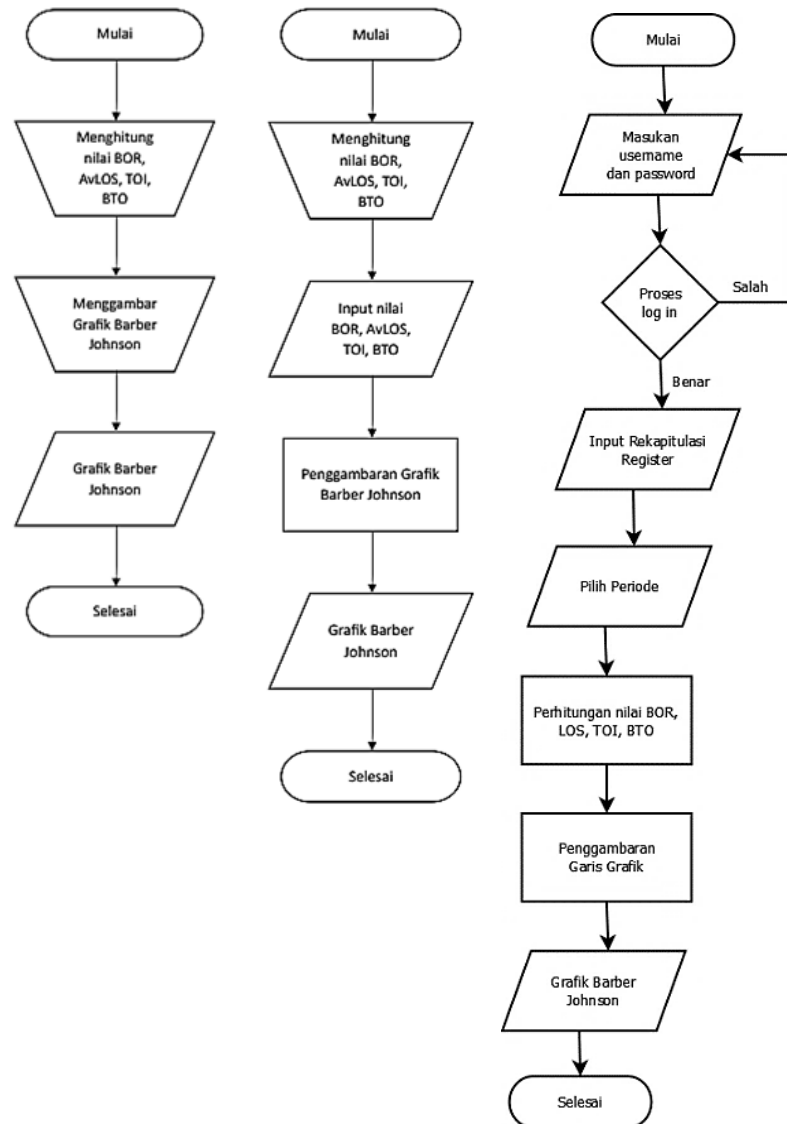 Mulai
Menghitung
nilai BOR,
AvLOS, TOI,
BTO
Menggambar
Grafik Barber
Johnson
Grafik Barber
Johnson
Selesai
Mulai
Menghitung
nilai BOR,
AvLOS, TOI,
BTO
Input nilai
BOR, AvLOS,
TOI, BTO
Penggambaran Grafik
Barber Johnson
Grafik Barber
Johnson
Selesai
Mulai
Masukan
username
dan password
Proses
log in
Salah
Benar
Input Rekapitulasi
Register
Pilih Periode
Perhitungan nilai BOR,
LOS, TOI, BTO
Penggambaran
Garis Grafik
Grafik Barber
Johnson
Selesai